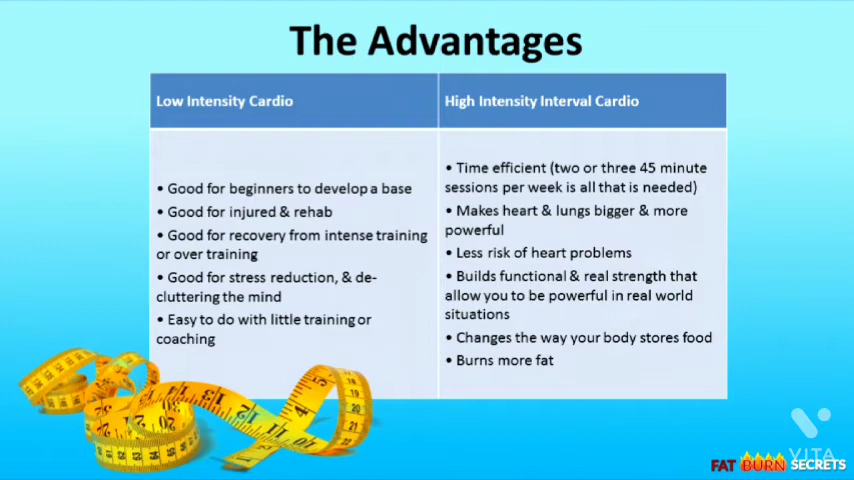 The Advantages
Low Intensity Cardio
• Good for beginners to develop a base
• Good for injured & rehab
• Good for recovery from intense training
or over training
• Good for stress reduction, & de-
cluttering the mind
• Easy to do with little training or
coaching
High Intensity Interval Cardio
• Time efficient (two or three 45 minute
sessions per week is all that is needed)
• Makes heart & lungs bigger & more
powerful
• Less risk of heart problems
• Builds functional & real strength that
allow you to be powerful in real world
situations
• Changes the way your body stores food
• Burns more fat
VITA
FAT BURN SECRETS